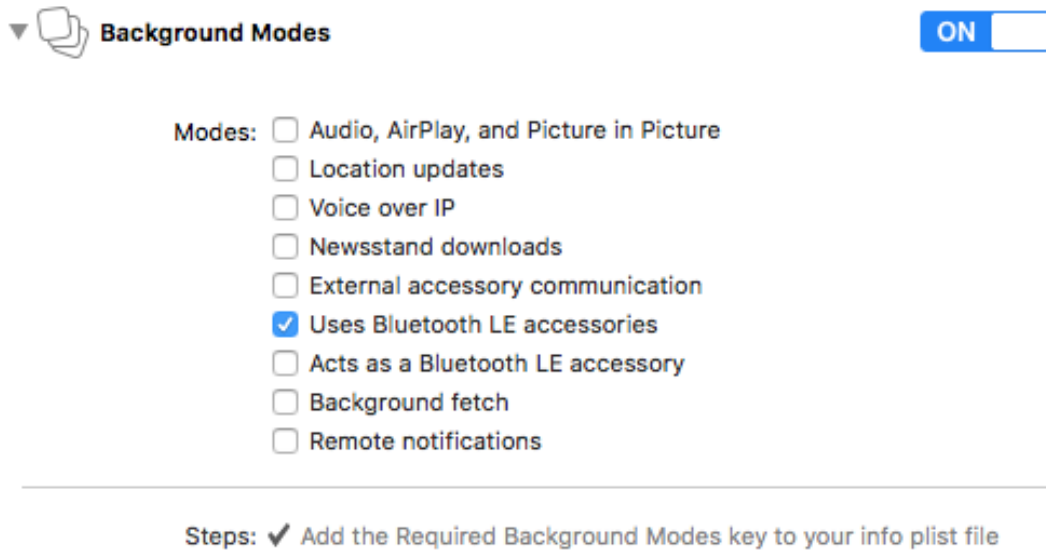 Background Modes
ON
Modes: Audio, AirPlay, and Picture in Picture
Location updates
Voice over IP
Newsstand downloads
External accessory communication
Uses Bluetooth LE accessories
Acts as a Bluetooth LE accessory
Background fetch
Remote notifications
Steps: ✓ Add the Required Background Modes key to your info plist file